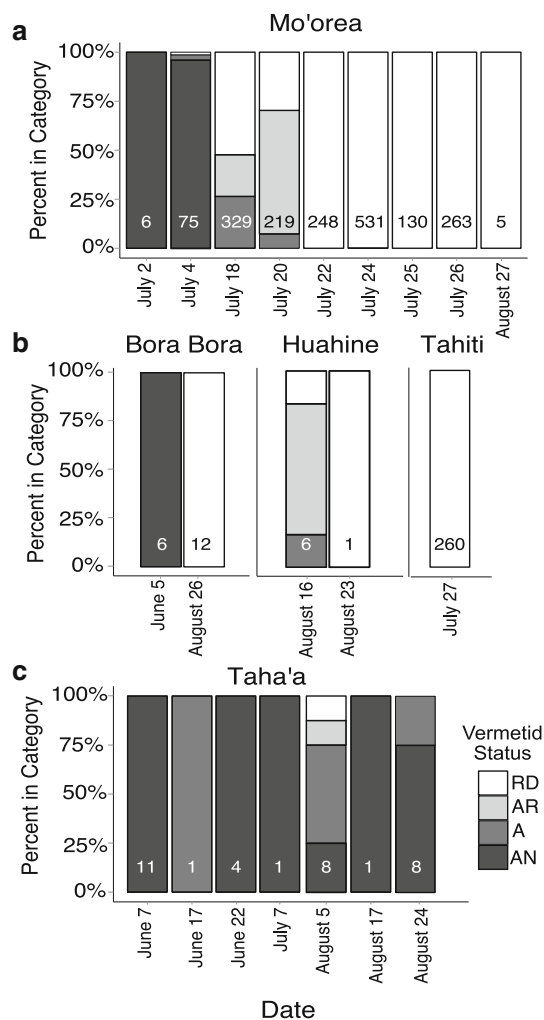 a
Mo'orea
Percent in Category
100%
75%
50%
25%
0%
6 75 329 219 248 531 130 263 5
July 2
July 4
July 18
July 20
July 22
July 24
July 25
July 26
August 27
b
Bora Bora Huahine Tahiti
Percent in Category
100%
75%
50%
25%
0%
6 12 6 1 260
June 5
August 26
August 16
August 23
July 27
c
Taha'a
Percent in Category
100%
75%
50%
25%
0%
11 1 4 1 8 1 8
June 7
June 17
June 22
July 7
August 5
August 17
August 24
Vermetid
Status
RD
AR
A
AN
Date